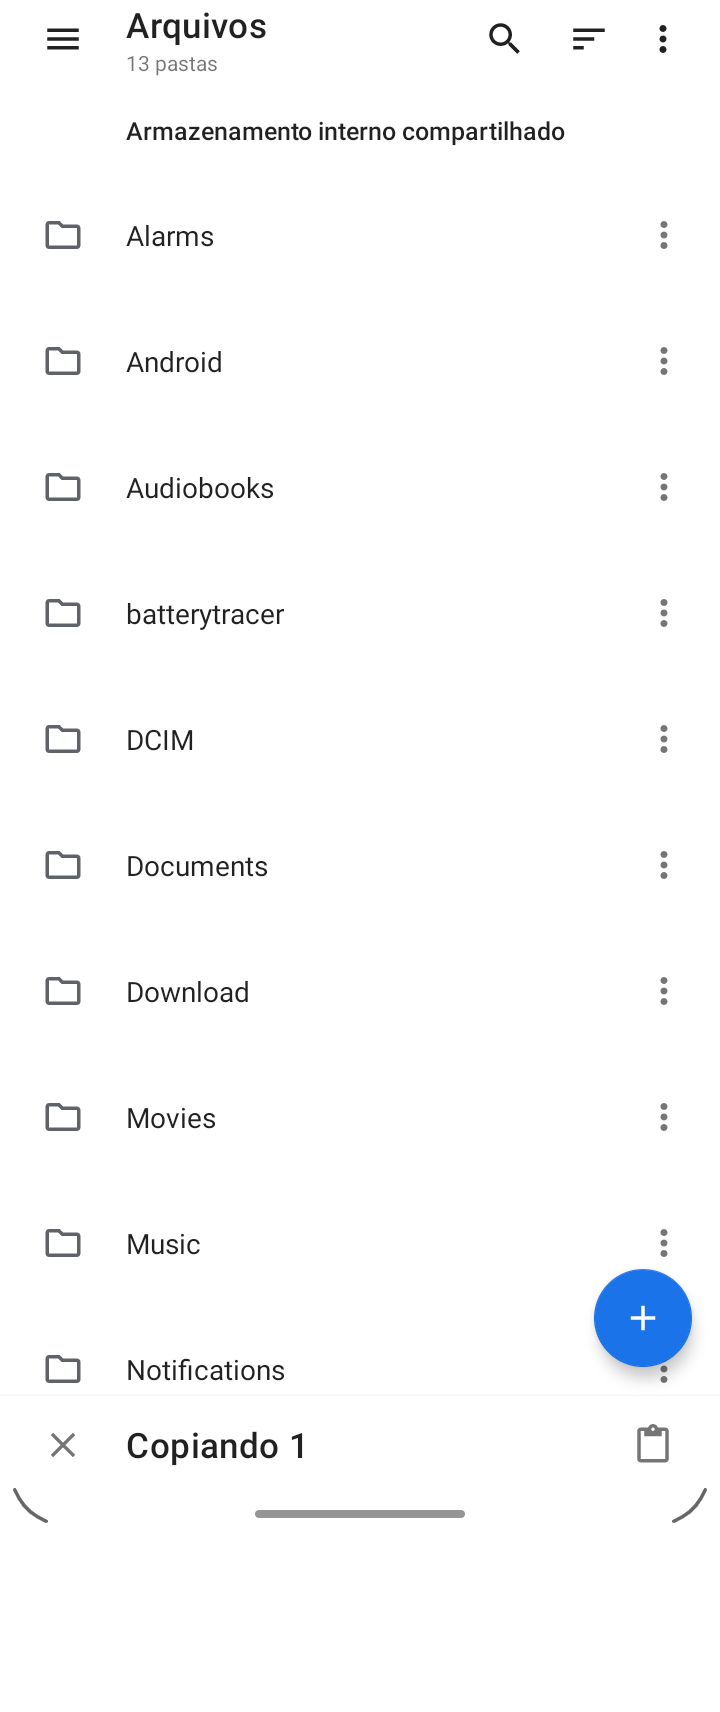 Arquivos
13 pastas
Armazenamento interno compartilhado
Alarms
Android
Audiobooks
batterytracer
DCIM
Documents
Download
Movies
Music
Notifications
Copiando 1